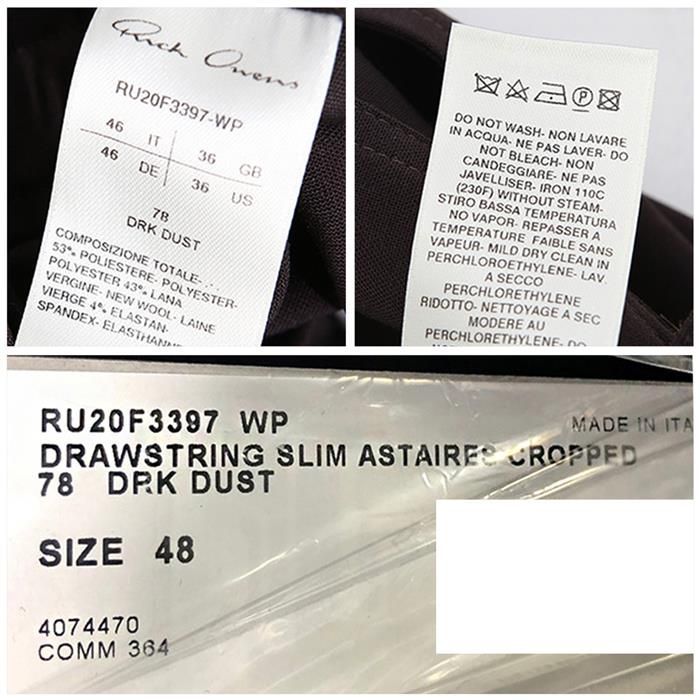 Rick Owens
RU20F3397-WP
46 IT 36 GB
46 DE 36 US
78
DRK DUST
COMPOSIZIONE TOTALE-...
53% POLIESTERE- POLYESTER-
POLYESTER 43% LANA
VERGINE- NEW WOOL- LAINE
VIERGE 4% ELASTAN-
SPANDEX- ELASTHANN
DO NOT WASH- NON LAVARE
IN ACQUA- NE PAS LAVER- DO
NOT BLEACH- NON
CANDEGGIARE- NE PAS
JAVELLISER- IRON 110C
(230F) WITHOUT STEAM-
STIRO BASSA TEMPERATURA
NO VAPOR- REPASSER A
TEMPERATURE FAIBLE SANS
VAPEUR- MILD DRY CLEAN IN
PERCHLOROETHYLENE- LAV.
A SECCO
PERCHLOROETHYLENE
RIDOTTO- NETTOYAGE A SEC
MODERE AU
PERCHLORETHYLENE- DO
RU20F3397 WP
MADE IN ITA
DRAWSTRING SLIM ASTAIRES CROPPED
78 DRK DUST
SIZE 48
4074470
COMM 364